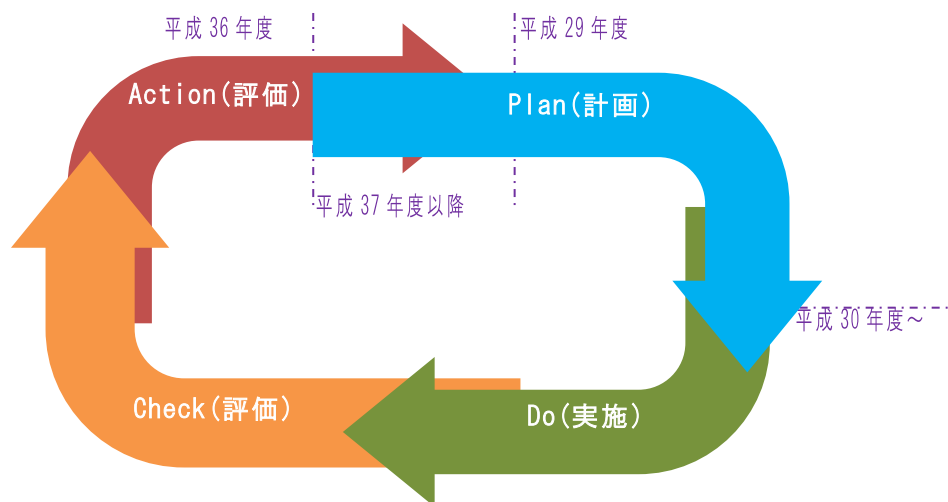 平成 36 年度
平成 29 年度
Action(評価)
Plan(計画)
平成 37 年度以降
平成 30 年度～
Check(評価)
Do(実施)